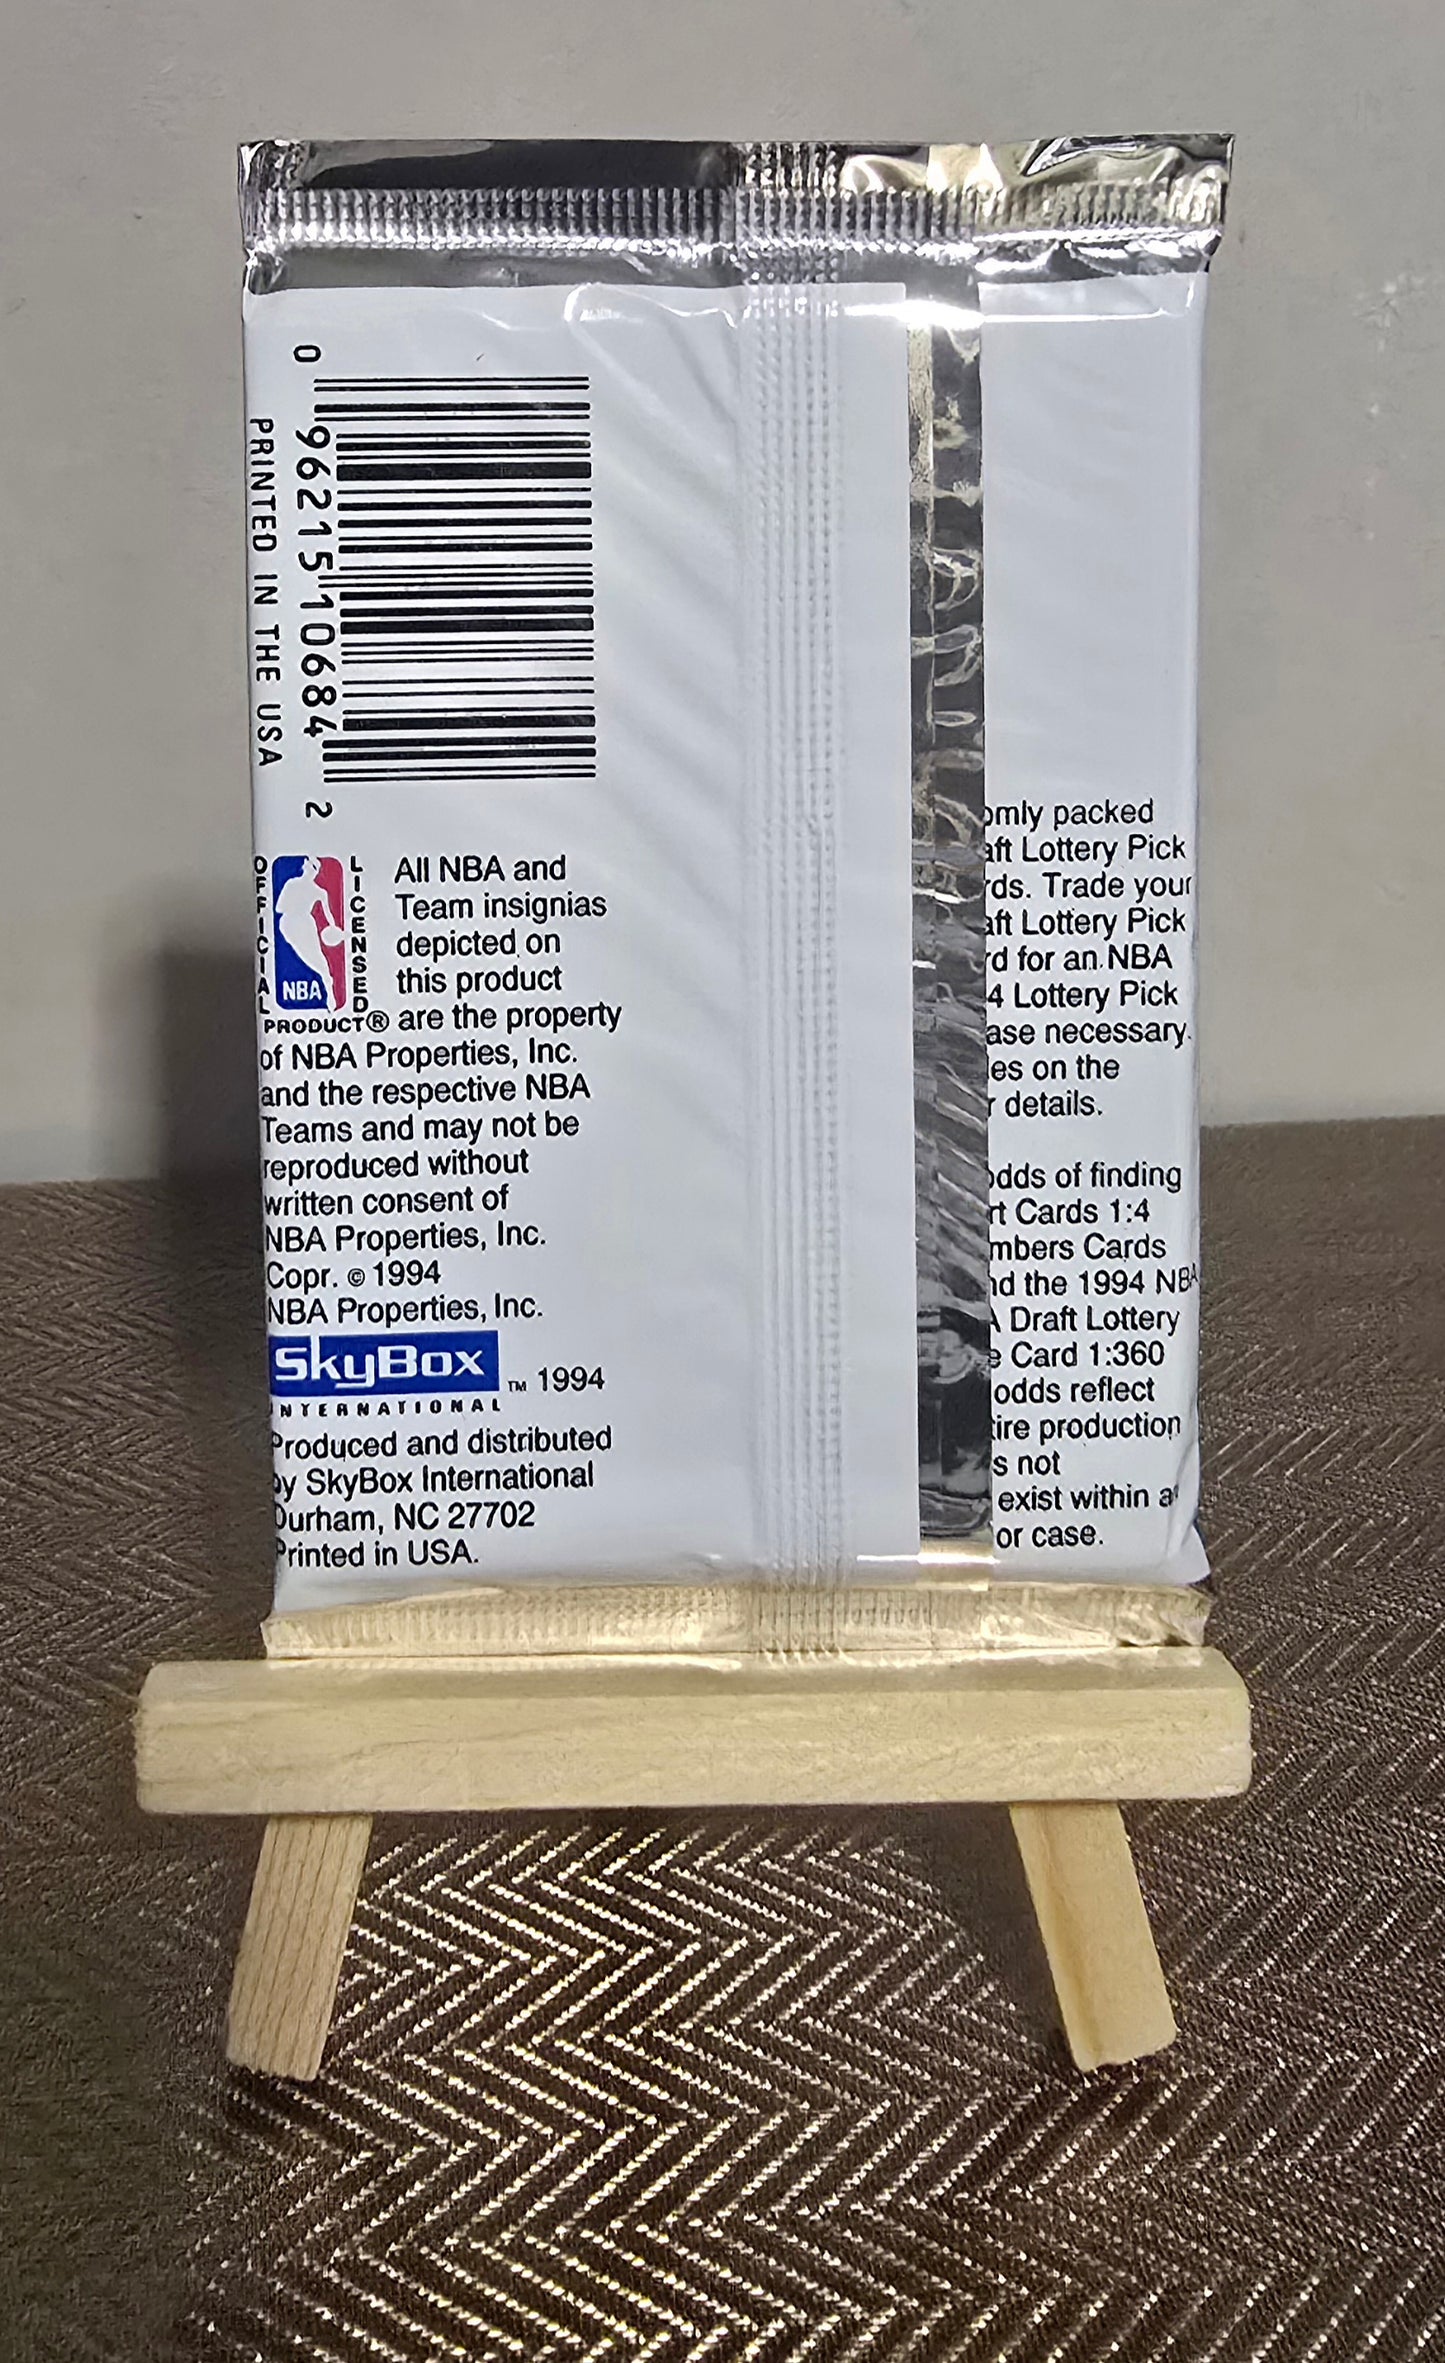 0 96215 10684 2
PRINTED IN THE USA
OFFICIAL LICENSED
NBA
PRODUCT®
All NBA and
Team insignias
depicted on
this product
are the property
of NBA Properties, Inc.
and the respective NBA
Teams and may not be
reproduced without
written consent of
NBA Properties, Inc.
Copr. © 1994
NBA Properties, Inc.
SkyBox ™ 1994
INTERNATIONAL
Produced and distributed
by SkyBox International
Durham, NC 27702
Printed in USA.
omly packed
aft Lottery Pick
rds. Trade your
aft Lottery Pick
rd for an NBA
4 Lottery Pick
ase necessary.
es on the
r details.
odds of finding
rt Cards 1:4
mbers Cards
nd the 1994 NBA
A Draft Lottery
e Card 1:360
odds reflect
ire production
s not
exist within a
or case.